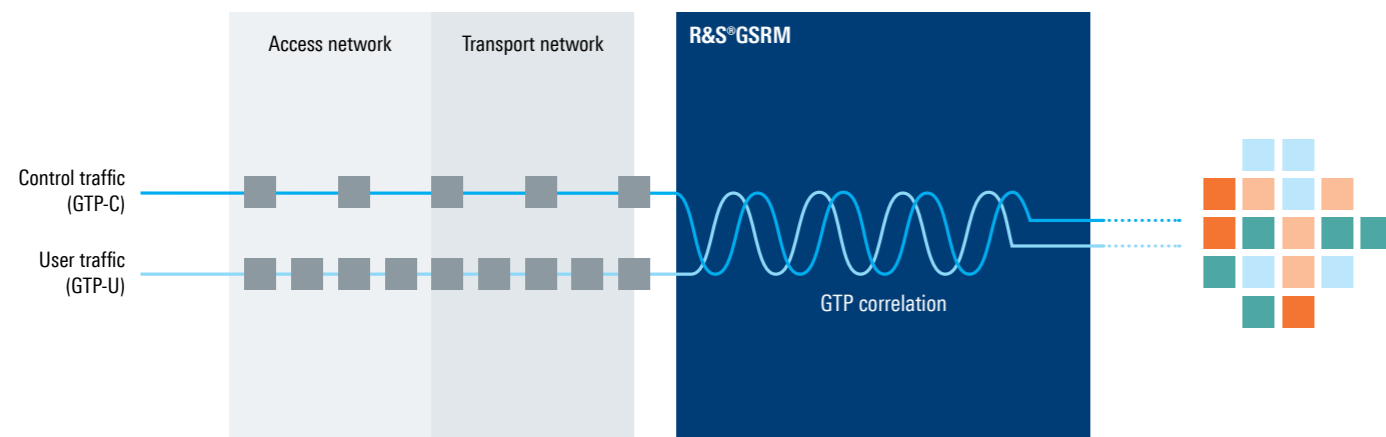 Access network
Transport network
R&S®GSRM
Control traffic
(GTP-C)
User traffic
(GTP-U)
GTP correlation